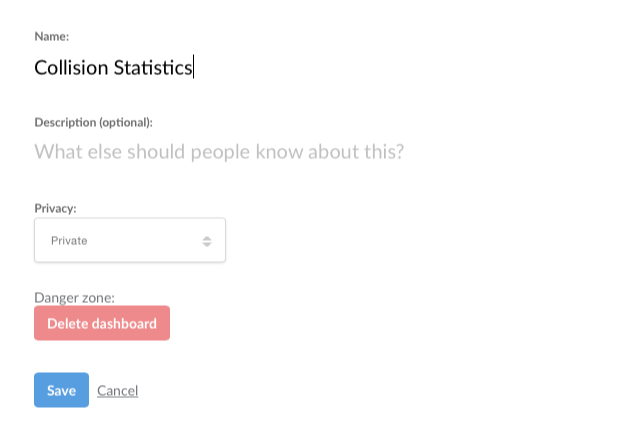 Name:
Collision Statistics
Description (optional):
What else should people know about this?
Privacy:
Private
Danger zone:
Delete dashboard
Save Cancel